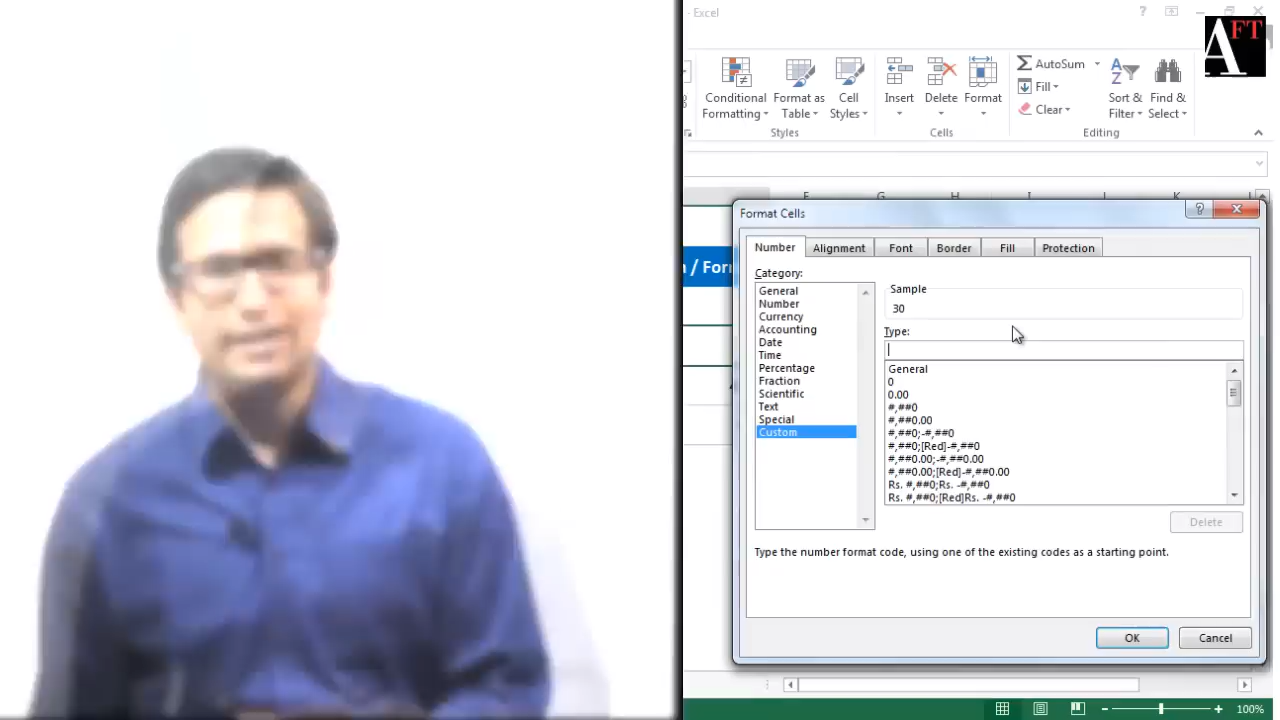 - Excel
?
AFT
Conditional Formatting
Format as Table
Cell Styles
Insert
Delete
Format
AutoSum
Fill
Clear
Sort & Filter
Find & Select
Styles
Cells
Editing
G
H
I
J
K
Format Cells
?
/ Form
Number
Alignment
Font
Border
Fill
Protection
Category:
General
Number
Currency
Accounting
Date
Time
Percentage
Fraction
Scientific
Text
Special
Custom
Sample
30
Type:
General
0
0.00
#,##0
#,##0.00
#,##0;-#,##0
#,##0;[Red]-#,##0
#,##0.00;-#,##0.00
#,##0.00;[Red]-#,##0.00
Rs. #,##0;Rs. -#,##0
Rs. #,##0;[Red]Rs. -#,##0
Delete
Type the number format code, using one of the existing codes as a starting point.
OK
Cancel
100%